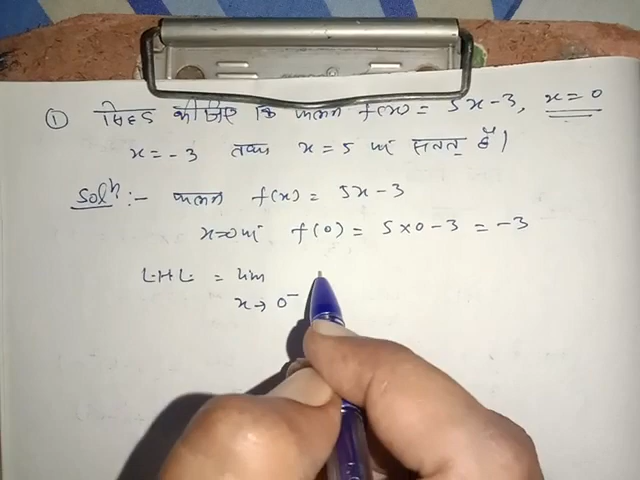 ① सिद्ध कीजिए कि फलन f(x) = 5x-3, x=0
x = -3 तथा x = 5 पर सतत् है।
Solⁿ:- फलन f(x) = 5x-3
x=0 पर f(0) = 5×0-3 = -3
L.H.L. = lim
x→0⁻